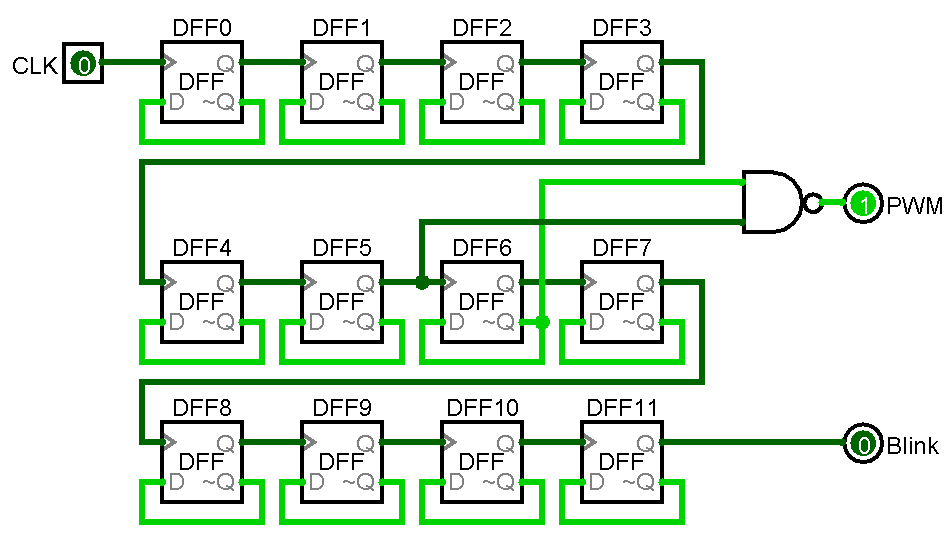 DFF0 DFF1 DFF2 DFF3
CLK 0 Q Q Q Q
DFF DFF DFF DFF
D ~Q D ~Q D ~Q D ~Q
1 PWM
DFF4 DFF5 DFF6 DFF7
Q Q Q Q
DFF DFF DFF DFF
D ~Q D ~Q D ~Q D ~Q
DFF8 DFF9 DFF10 DFF11
Q Q Q Q 0 Blink
DFF DFF DFF DFF
D ~Q D ~Q D ~Q D ~Q